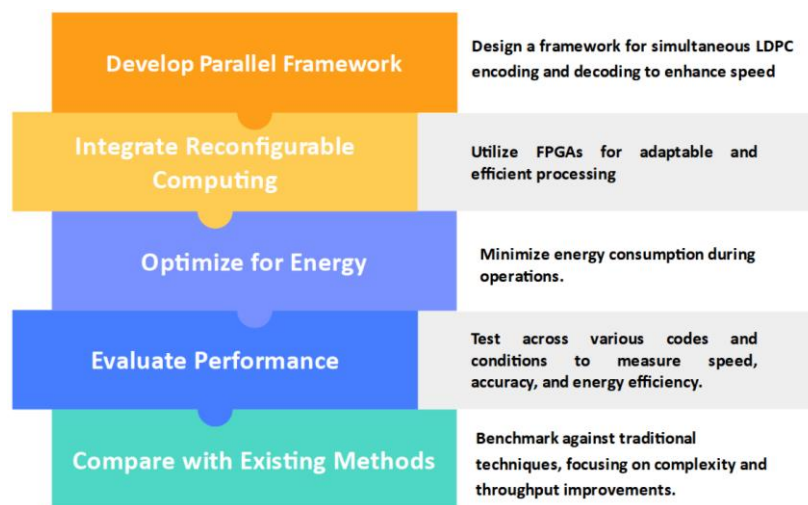 Develop Parallel Framework
Design a framework for simultaneous LDPC
encoding and decoding to enhance speed
Integrate Reconfigurable
Computing
Utilize FPGAs for adaptable and
efficient processing
Optimize for Energy
Minimize energy consumption during
operations.
Evaluate Performance
Test across various codes and
conditions to measure speed,
accuracy, and energy efficiency.
Compare with Existing Methods
Benchmark against traditional
techniques, focusing on complexity and
throughput improvements.